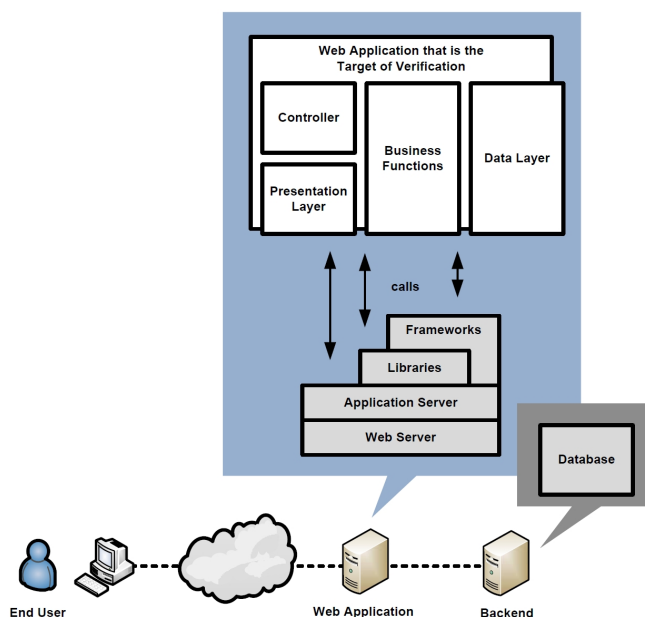 Web Application that is the
Target of Verification
Controller
Business
Functions
Data Layer
Presentation
Layer
calls
Frameworks
Libraries
Application Server
Web Server
Database
End User
Web Application
Backend